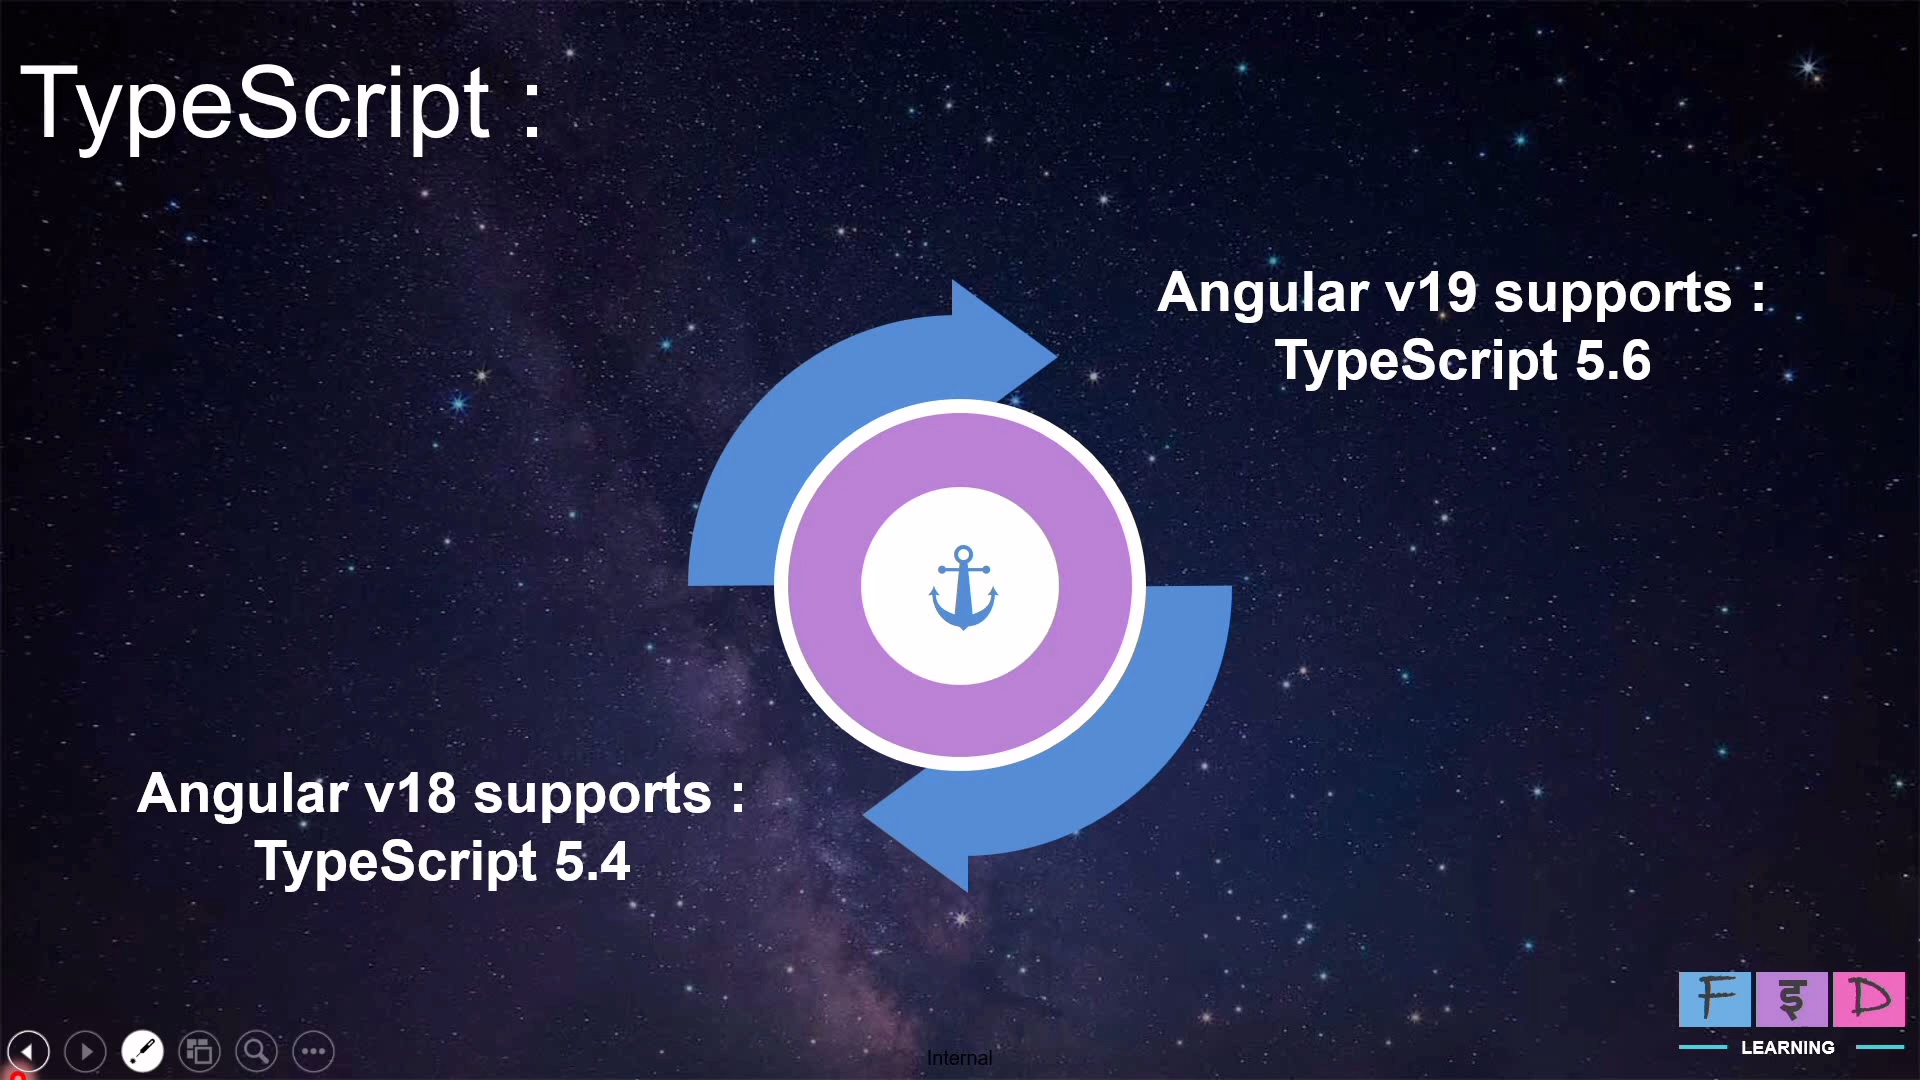 TypeScript :
Angular v19 supports :
TypeScript 5.6
Angular v18 supports :
TypeScript 5.4
F इ D
LEARNING
Internal